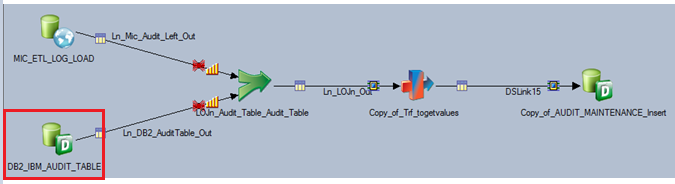 Ln_Mic_Audit_Left_Out
MIC_ETL_LOG_LOAD
LOJn_Audit_Table_Audit_Table
Ln_LOJn_Out
Copy_of_Trf_togetvalues
DSLink15
Copy_of_AUDIT_MAINTENANCE_Insert
Ln_DB2_AuditTable_Out
DB2_IBM_AUDIT_TABLE